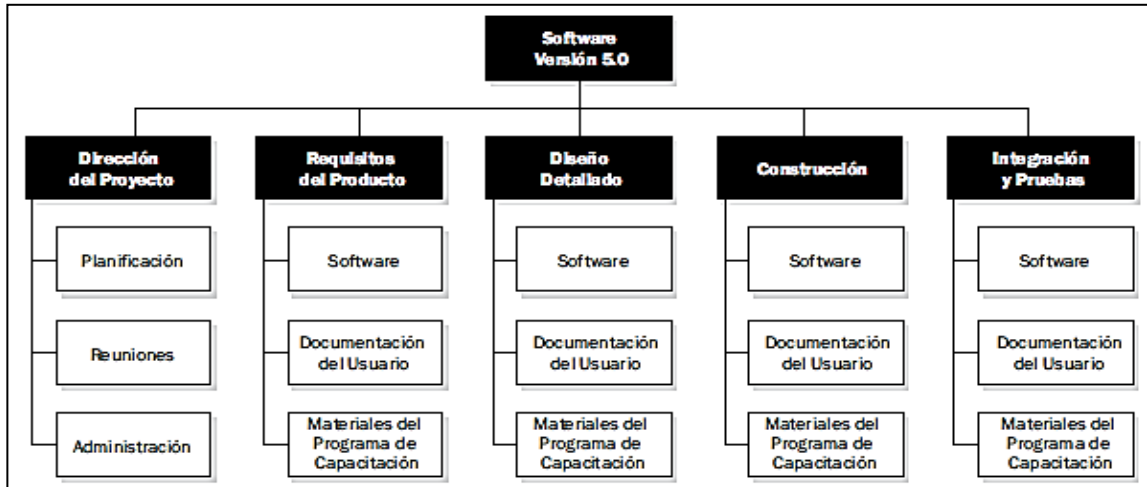 Software
Versión 5.0
Dirección
del Proyecto
Requisitos
del Producto
Diseño
Detallado
Construcción
Integración
y Pruebas
Planificación
Software
Software
Software
Software
Reuniones
Documentación
del Usuario
Documentación
del Usuario
Documentación
del Usuario
Documentación
del Usuario
Administración
Materiales del
Programa de
Capacitación
Materiales del
Programa de
Capacitación
Materiales del
Programa de
Capacitación
Materiales del
Programa de
Capacitación